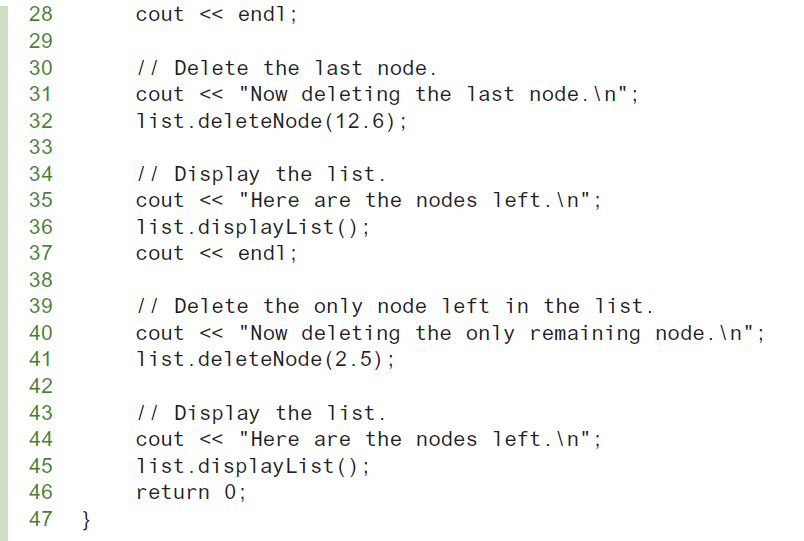 28 cout << endl;
29
30 // Delete the last node.
31 cout << "Now deleting the last node.\n";
32 list.deleteNode(12.6);
33
34 // Display the list.
35 cout << "Here are the nodes left.\n";
36 list.displayList();
37 cout << endl;
38
39 // Delete the only node left in the list.
40 cout << "Now deleting the only remaining node.\n";
41 list.deleteNode(2.5);
42
43 // Display the list.
44 cout << "Here are the nodes left.\n";
45 list.displayList();
46 return 0;
47 }